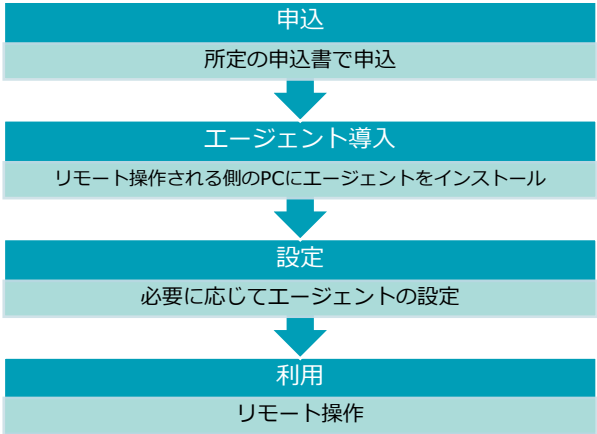 申込
所定の申込書で申込
エージェント導入
リモート操作される側のPCにエージェントをインストール
設定
必要に応じてエージェントの設定
利用
リモート操作